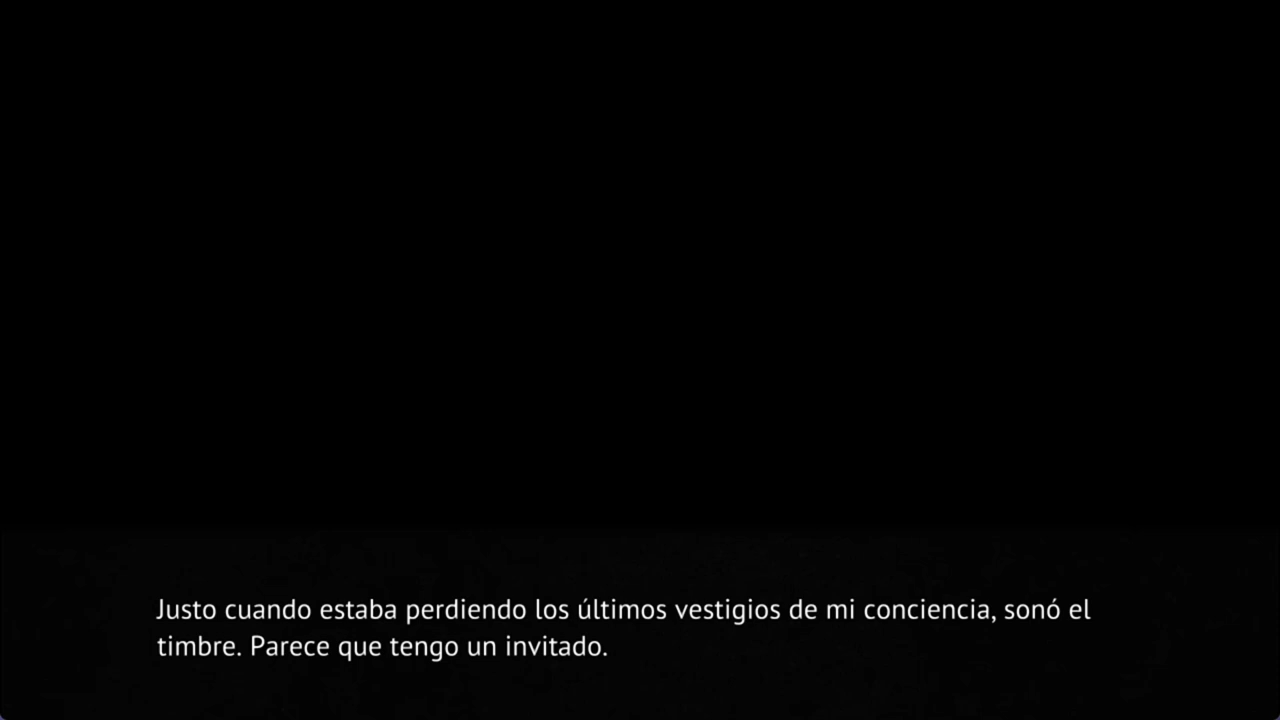 Justo cuando estaba perdiendo los últimos vestigios de mi conciencia, sonó el
timbre. Parece que tengo un invitado.